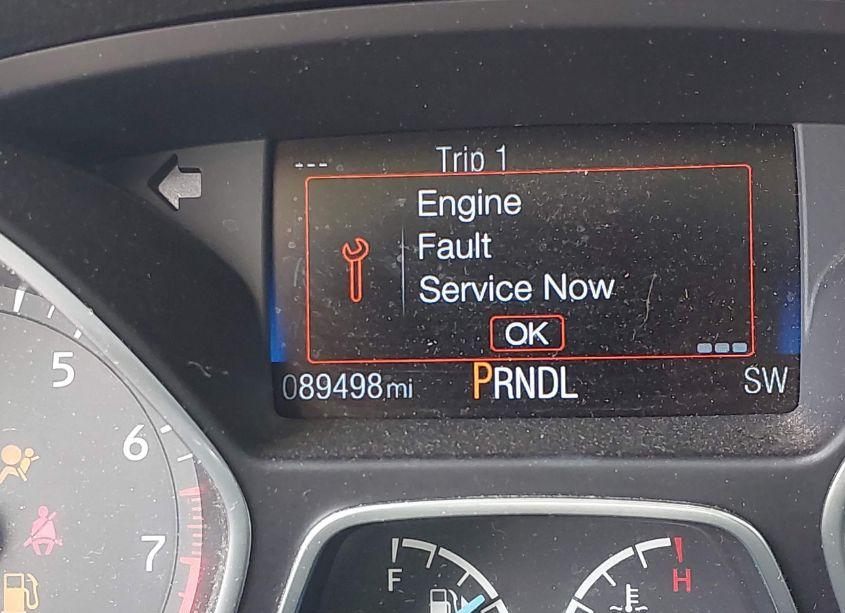 --- Trip 1
Engine
Fault
Service Now
OK
089498mi PRNDL SW
5
6
7
F H